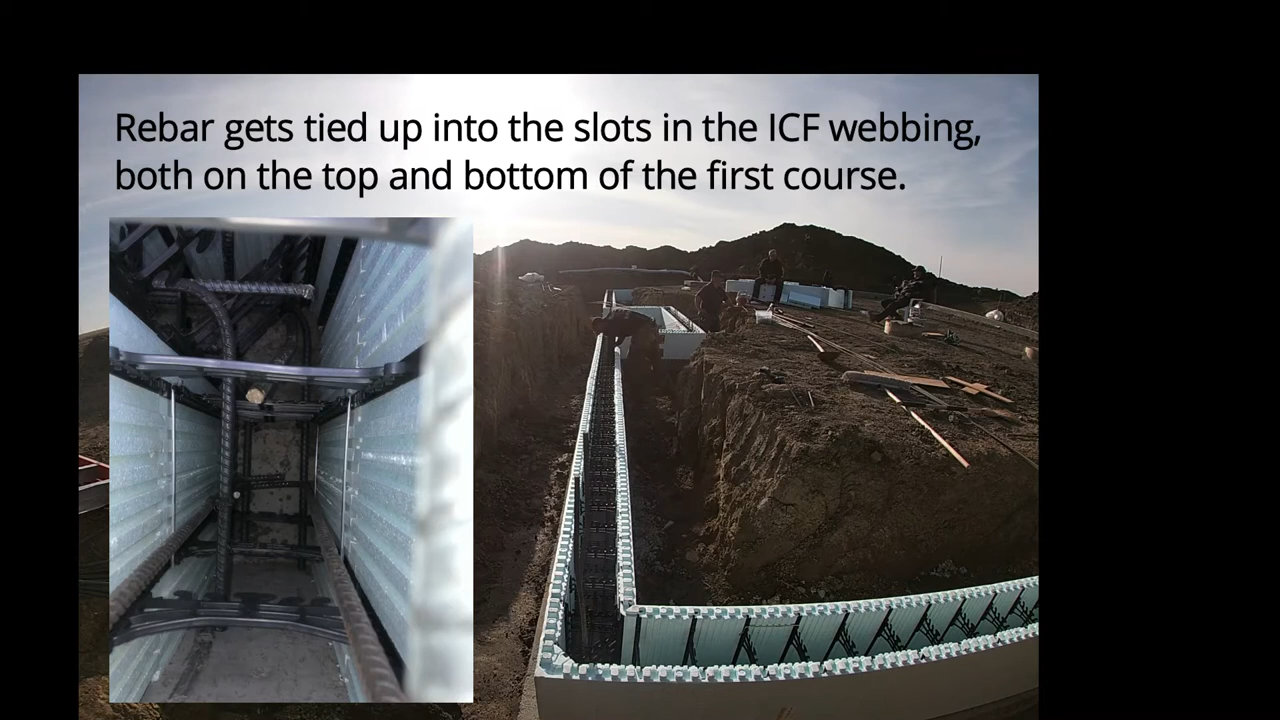 Rebar gets tied up into the slots in the ICF webbing,
both on the top and bottom of the first course.